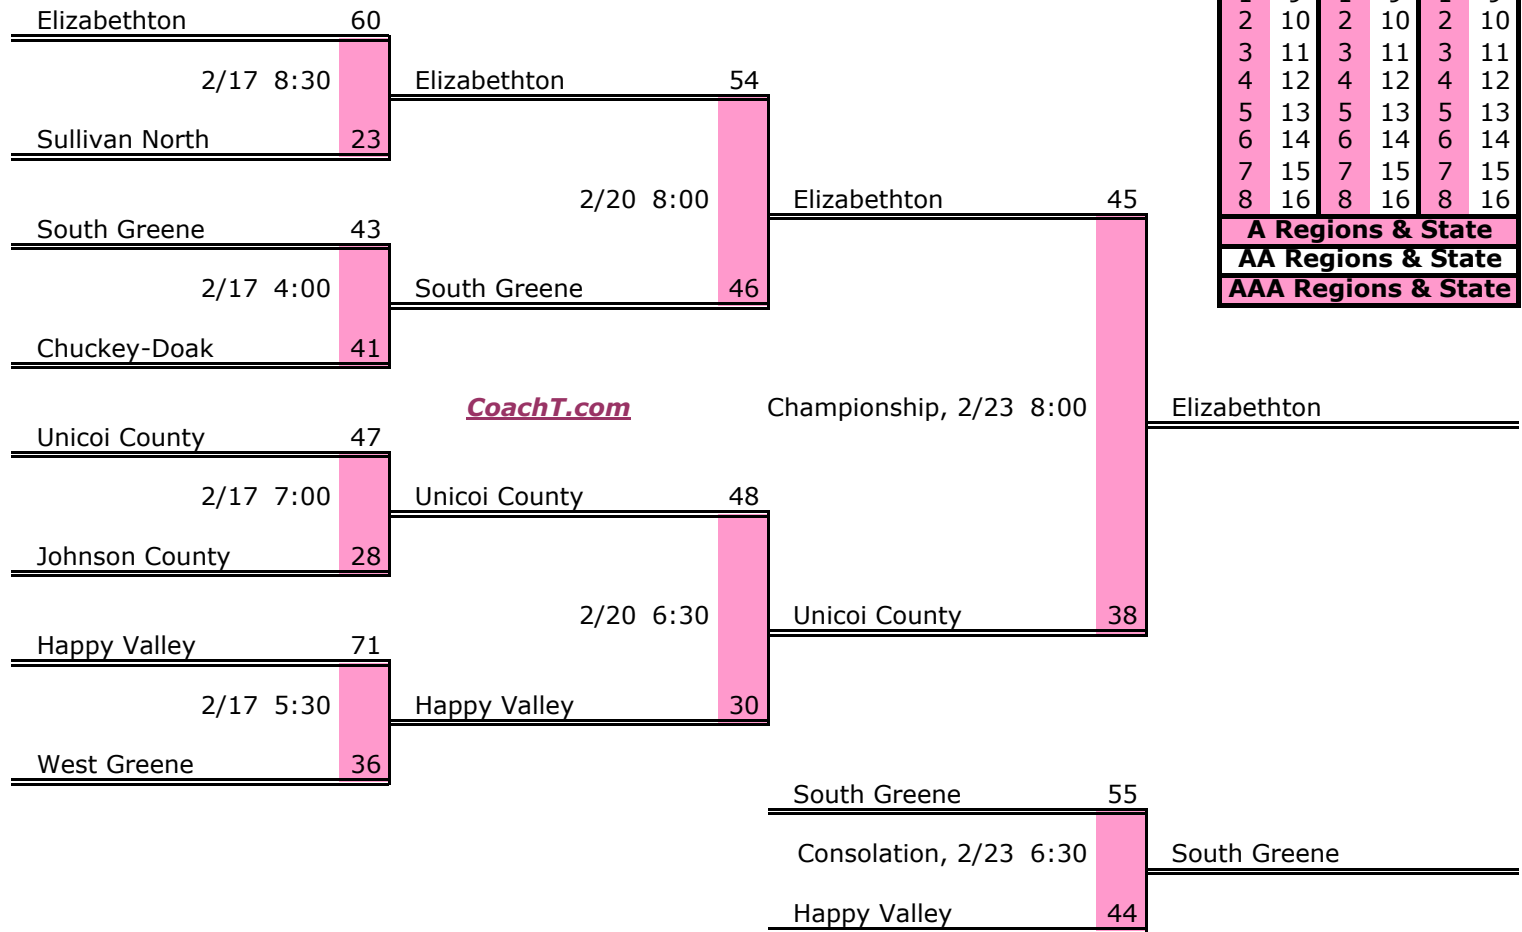 Elizabethton 60
2/17 8:30
Sullivan North 23
South Greene 43
2/17 4:00
Chuckey-Doak 41
Unicoi County 47
2/17 7:00
Johnson County 28
Happy Valley 71
2/17 5:30
West Greene 36
Elizabethton 54
2/20 8:00
South Greene 46
CoachT.com
Unicoi County 48
2/20 6:30
Happy Valley 30
Elizabethton 45
Championship, 2/23 8:00
Unicoi County 38
Elizabethton
South Greene 55
Consolation, 2/23 6:30
Happy Valley 44
South Greene
2 10 2 10 2 10
3 11 3 11 3 11
4 12 4 12 4 12
5 13 5 13 5 13
6 14 6 14 6 14
7 15 7 15 7 15
8 16 8 16 8 16
A Regions & State
AA Regions & State
AAA Regions & State